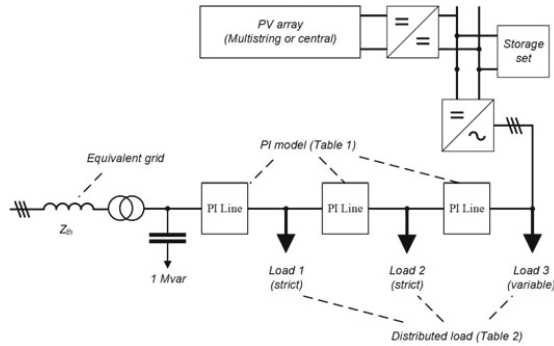 PV array
(Multistring or central)
Storage
set
PI model (Table 1)
Equivalent grid
Zth
PI Line
PI Line
PI Line
1 Mvar
Load 1
(strict)
Load 2
(strict)
Load 3
(variable)
Distributed load (Table 2)